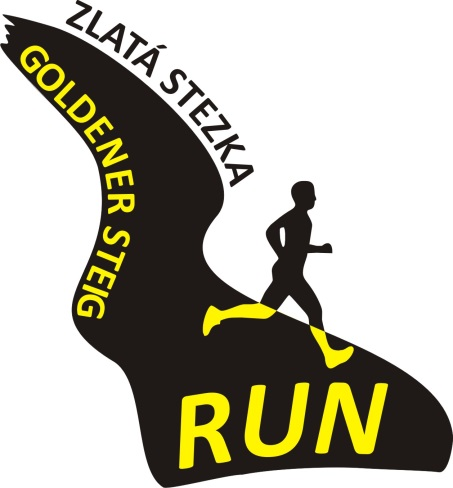 ZLATÁ STEZKA
GOLDENER STEIG
RUN